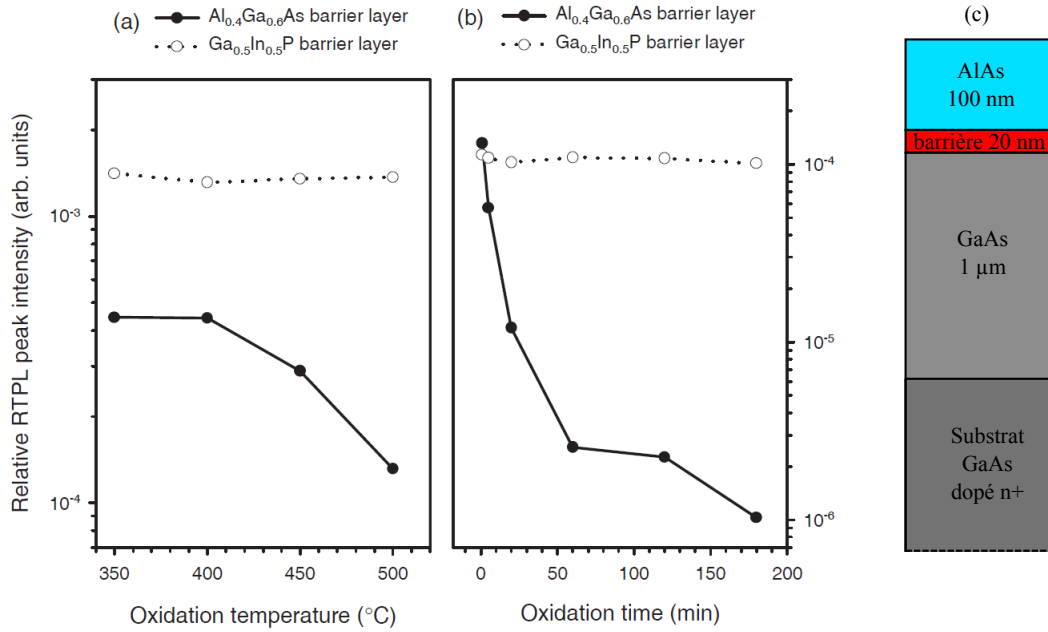 (a)
Al0.4Ga0.6As barrier layer
Ga0.5In0.5P barrier layer
(b)
Al0.4Ga0.6As barrier layer
Ga0.5In0.5P barrier layer
(c)
Relative RTPL peak intensity (arb. units)
10-3
10-4
350
400
450
500
Oxidation temperature (°C)
10-4
10-5
10-6
0
50
100
150
200
Oxidation time (min)
AlAs
100 nm
barrière 20 nm
GaAs
1 µm
Substrat
GaAs
dopé n+